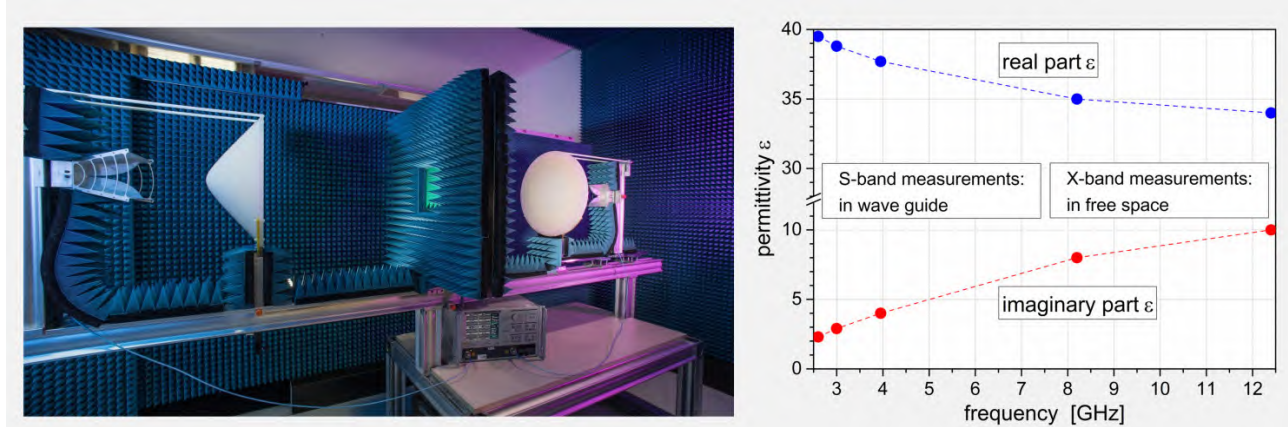 40
35
30
10
5
0
permittivity ε
real part ε
S-band measurements:
in wave guide
X-band measurements:
in free space
imaginary part ε
3 4 5 6 7 8 9 10 11 12
frequency [GHz]